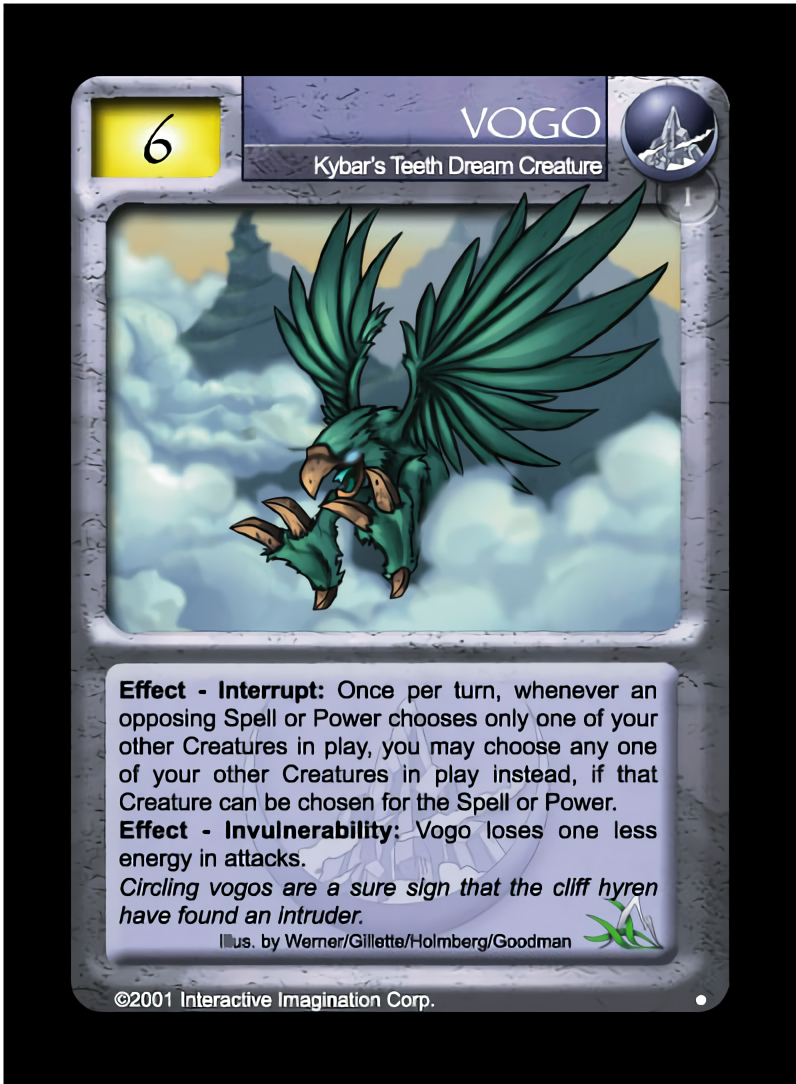 6
VOGO
Kybar's Teeth Dream Creature
1
Effect - Interrupt: Once per turn, whenever an
opposing Spell or Power chooses only one of your
other Creatures in play, you may choose any one
of your other Creatures in play instead, if that
Creature can be chosen for the Spell or Power.
Effect - Invulnerability: Vogo loses one less
energy in attacks.
Circling vogos are a sure sign that the cliff hyren
have found an intruder.
Illus. by Werner/Gillette/Holmberg/Goodman
©2001 Interactive Imagination Corp.